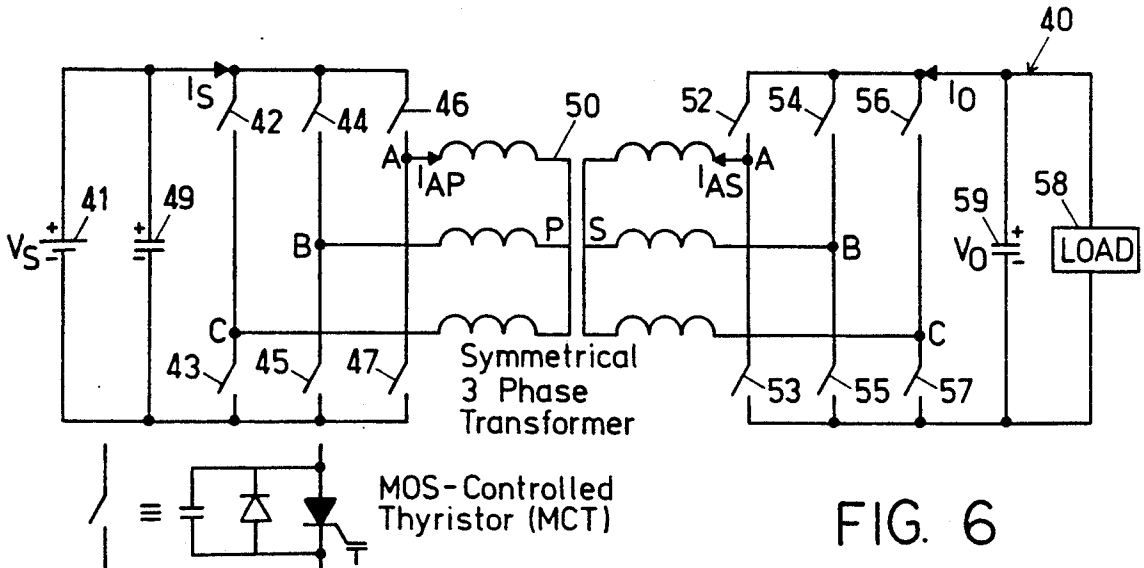 40
I_S
I_O
42
44
46
50
52
54
56
A
I_AP
I_AS
A
41
49
59
58
V_S
+
-
+
B
P
S
B
V_O
+
-
LOAD
C
C
43
45
47
53
55
57
Symmetrical
3 Phase
Transformer
≡
MOS-Controlled
Thyristor (MCT)
FIG. 6